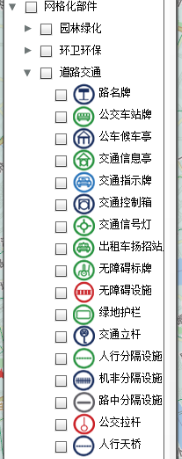 网格化部件
园林绿化
环卫环保
道路交通
路名牌
公交车站牌
公车候车亭
交通信息亭
交通指示牌
交通控制箱
交通信号灯
出租车扬招站
无障碍标牌
无障碍设施
绿地护栏
交通立杆
人行分隔设施
机非分隔设施
路中分隔设施
公交拉杆
人行天桥